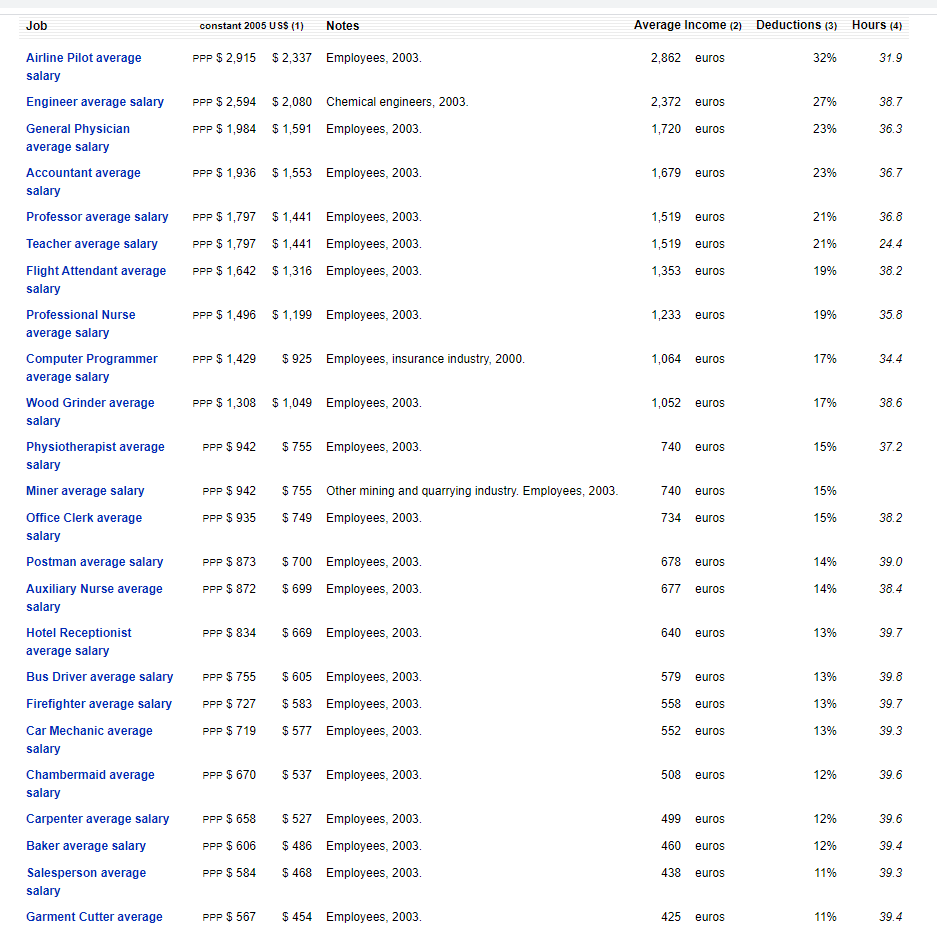 Job constant 2005 US$ (1) Notes Average Income (2) Deductions (3) Hours (4)
Airline Pilot average PPP $ 2,915 $ 2,337 Employees, 2003. 2,862 euros 32% 31.9
salary
Engineer average salary PPP $ 2,594 $ 2,080 Chemical engineers, 2003. 2,372 euros 27% 38.7
General Physician PPP $ 1,984 $ 1,591 Employees, 2003. 1,720 euros 23% 36.3
average salary
Accountant average PPP $ 1,936 $ 1,553 Employees, 2003. 1,679 euros 23% 36.7
salary
Professor average salary PPP $ 1,797 $ 1,441 Employees, 2003. 1,519 euros 21% 36.8
Teacher average salary PPP $ 1,797 $ 1,441 Employees, 2003. 1,519 euros 21% 24.4
Flight Attendant average PPP $ 1,642 $ 1,316 Employees, 2003. 1,353 euros 19% 38.2
salary
Professional Nurse PPP $ 1,496 $ 1,199 Employees, 2003. 1,233 euros 19% 35.8
average salary
Computer Programmer PPP $ 1,429 $ 925 Employees, insurance industry, 2000. 1,064 euros 17% 34.4
average salary
Wood Grinder average PPP $ 1,308 $ 1,049 Employees, 2003. 1,052 euros 17% 38.6
salary
Physiotherapist average PPP $ 942 $ 755 Employees, 2003. 740 euros 15% 37.2
salary
Miner average salary PPP $ 942 $ 755 Other mining and quarrying industry. Employees, 2003. 740 euros 15%
Office Clerk average PPP $ 935 $ 749 Employees, 2003. 734 euros 15% 38.2
salary
Postman average salary PPP $ 873 $ 700 Employees, 2003. 678 euros 14% 39.0
Auxiliary Nurse average PPP $ 872 $ 699 Employees, 2003. 677 euros 14% 38.4
salary
Hotel Receptionist PPP $ 834 $ 669 Employees, 2003. 640 euros 13% 39.7
average salary
Bus Driver average salary PPP $ 755 $ 605 Employees, 2003. 579 euros 13% 39.8
Firefighter average salary PPP $ 727 $ 583 Employees, 2003. 558 euros 13% 39.7
Car Mechanic average PPP $ 719 $ 577 Employees, 2003. 552 euros 13% 39.3
salary
Chambermaid average PPP $ 670 $ 537 Employees, 2003. 508 euros 12% 39.6
salary
Carpenter average salary PPP $ 658 $ 527 Employees, 2003. 499 euros 12% 39.6
Baker average salary PPP $ 606 $ 486 Employees, 2003. 460 euros 12% 39.4
Salesperson average PPP $ 584 $ 468 Employees, 2003. 438 euros 11% 39.3
salary
Garment Cutter average PPP $ 567 $ 454 Employees, 2003. 425 euros 11% 39.4